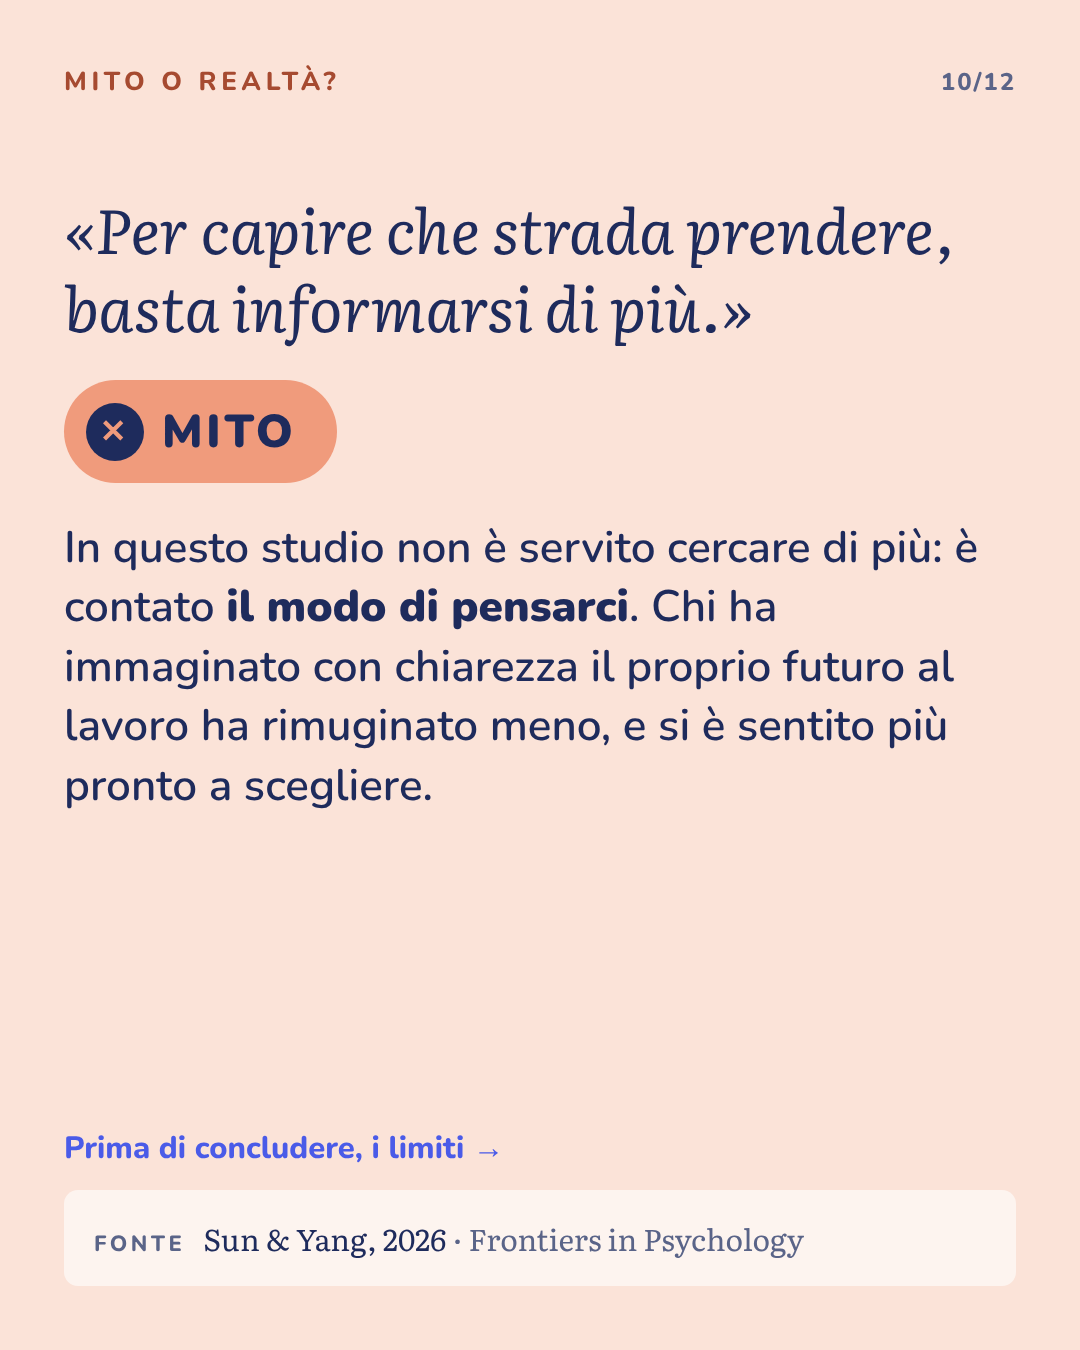 MITO O REALTÀ?
10/12
«Per capire che strada prendere,
basta informarsi di più.»
× MITO
In questo studio non è servito cercare di più: è
contato il modo di pensarci. Chi ha
immaginato con chiarezza il proprio futuro al
lavoro ha rimuginato meno, e si è sentito più
pronto a scegliere.
Prima di concludere, i limiti →
FONTE Sun & Yang, 2026 · Frontiers in Psychology